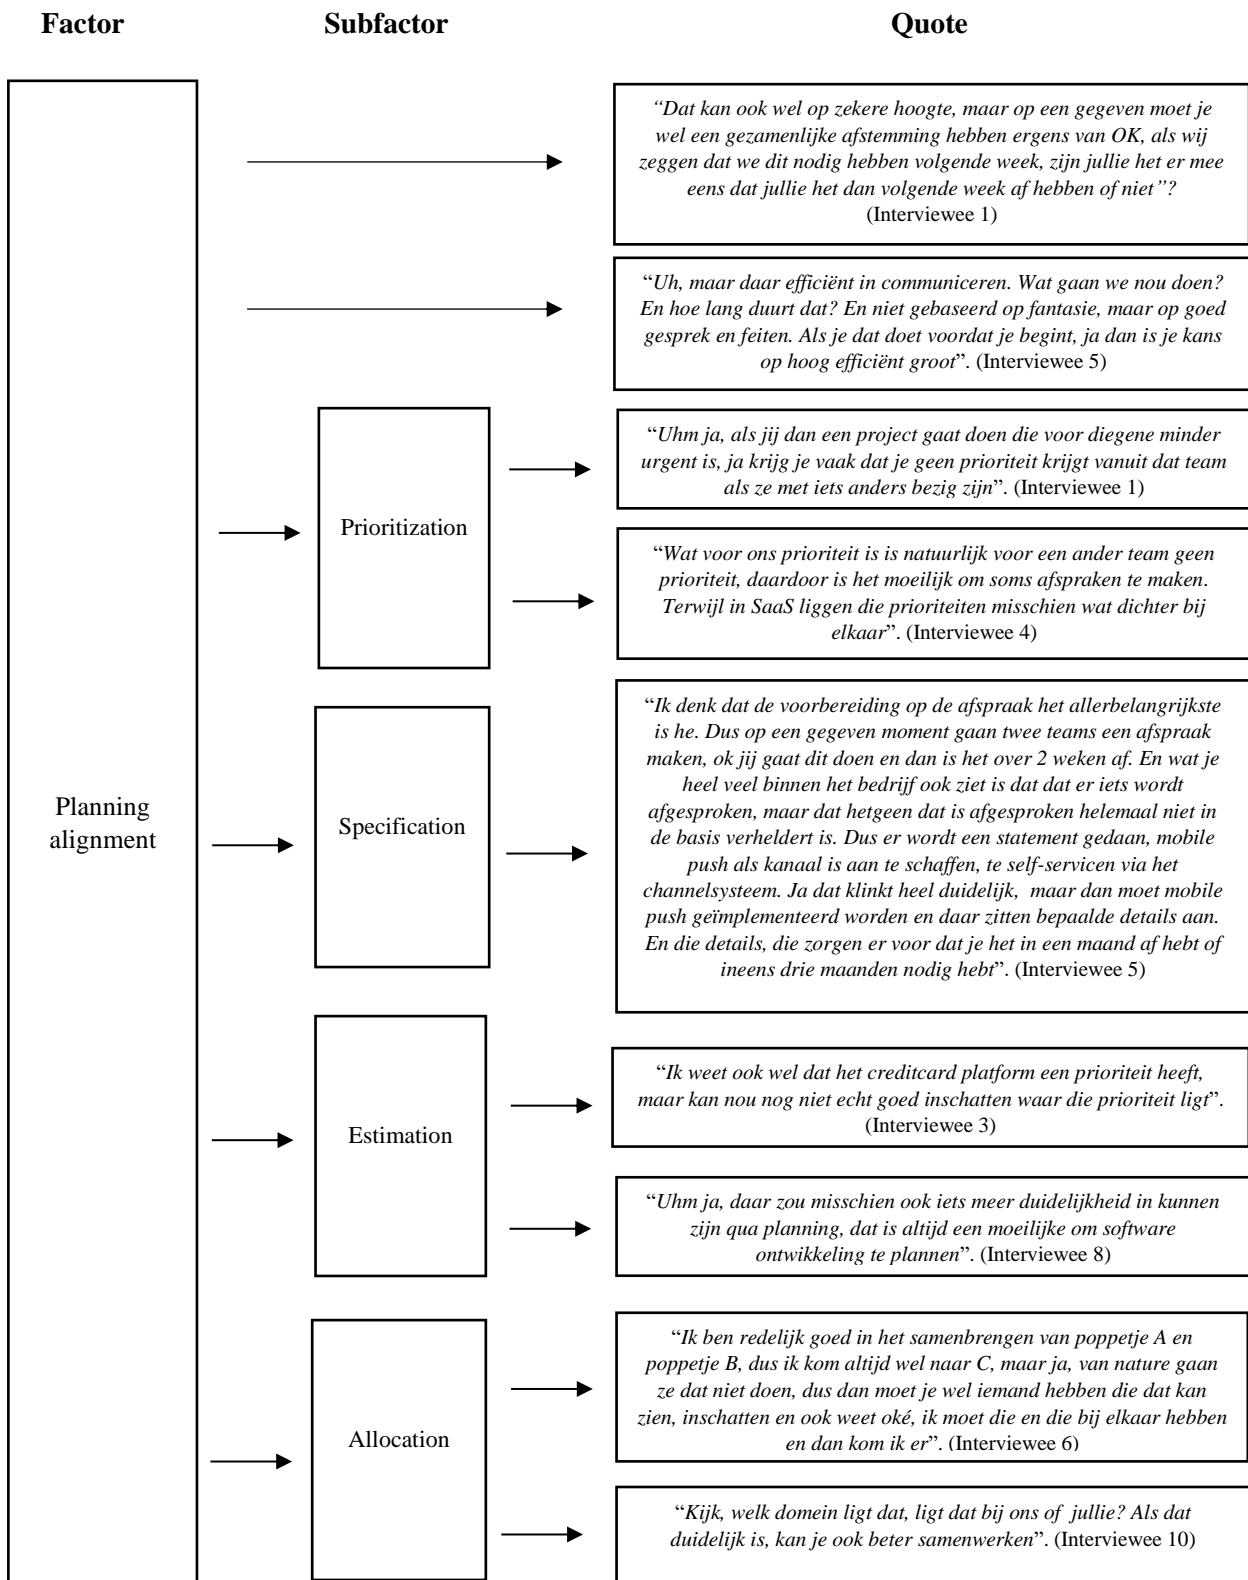 Factor
Subfactor
Quote
Planning
alignment
“Dat kan ook wel op zekere hoogte, maar op een gegeven moet je
wel een gezamenlijke afstemming hebben ergens van OK, als wij
zeggen dat we dit nodig hebben volgende week, zijn jullie het er mee
eens dat jullie het dan volgende week af hebben of niet”?
(Interviewee 1)
“Uh, maar daar efficiënt in communiceren. Wat gaan we nou doen?
En hoe lang duurt dat? En niet gebaseerd op fantasie, maar op goed
gesprek en feiten. Als je dat doet voordat je begint, ja dan is je kans
op hoog efficiënt groot”. (Interviewee 5)
Prioritization
“Uhm ja, als jij dan een project gaat doen die voor diegene minder
urgent is, ja krijg je vaak dat je geen prioriteit krijgt vanuit dat team
als ze met iets anders bezig zijn”. (Interviewee 1)
“Wat voor ons prioriteit is is natuurlijk voor een ander team geen
prioriteit, daardoor is het moeilijk om soms afspraken te maken.
Terwijl in SaaS liggen die prioriteiten misschien wat dichter bij
elkaar”. (Interviewee 4)
Specification
“Ik denk dat de voorbereiding op de afspraak het allerbelangrijkste
is he. Dus op een gegeven moment gaan twee teams een afspraak
maken, ok jij gaat dit doen en dan is het over 2 weken af. En wat je
heel veel binnen het bedrijf ook ziet is dat dat er iets wordt
afgesproken, maar dat hetgeen dat is afgesproken helemaal niet in
de basis verheldert is. Dus er wordt een statement gedaan, mobile
push als kanaal is aan te schaffen, te self-servicen via het
channelsysteem. Ja dat klinkt heel duidelijk, maar dan moet mobile
push geïmplementeerd worden en daar zitten bepaalde details aan.
En die details, die zorgen er voor dat je het in een maand af hebt of
ineens drie maanden nodig hebt”. (Interviewee 5)
Estimation
“Ik weet ook wel dat het creditcard platform een prioriteit heeft,
maar kan nou nog niet echt goed inschatten waar die prioriteit ligt”.
(Interviewee 3)
“Uhm ja, daar zou misschien ook iets meer duidelijkheid in kunnen
zijn qua planning, dat is altijd een moeilijke om software
ontwikkeling te plannen”. (Interviewee 8)
Allocation
“Ik ben redelijk goed in het samenbrengen van poppetje A en
poppetje B, dus ik kom altijd wel naar C, maar ja, van nature gaan
ze dat niet doen, dus dan moet je wel iemand hebben die dat kan
zien, inschatten en ook weet oké, ik moet die en die bij elkaar hebben
en dan kom ik er”. (Interviewee 6)
“Kijk, welk domein ligt dat, ligt dat bij ons of jullie? Als dat
duidelijk is, kan je ook beter samenwerken”. (Interviewee 10)